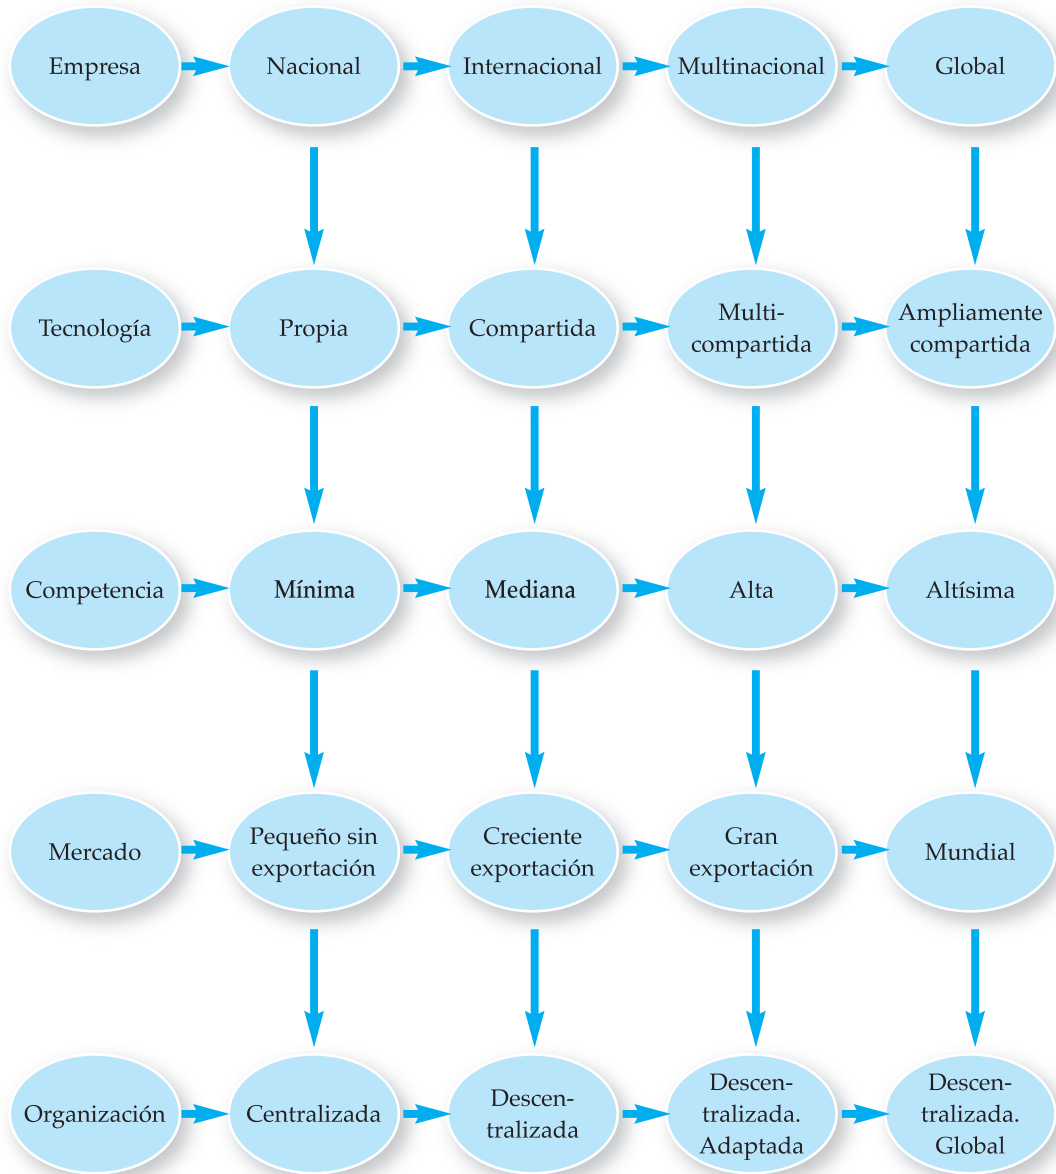 Empresa
Nacional
Internacional
Multinacional
Global
Tecnología
Propia
Compartida
Multi-
compartida
Ampliamente
compartida
Competencia
Mínima
Mediana
Alta
Altísima
Mercado
Pequeño sin
exportación
Creciente
exportación
Gran
exportación
Mundial
Organización
Centralizada
Descen-
tralizada
Descen-
tralizada.
Adaptada
Descen-
tralizada.
Global